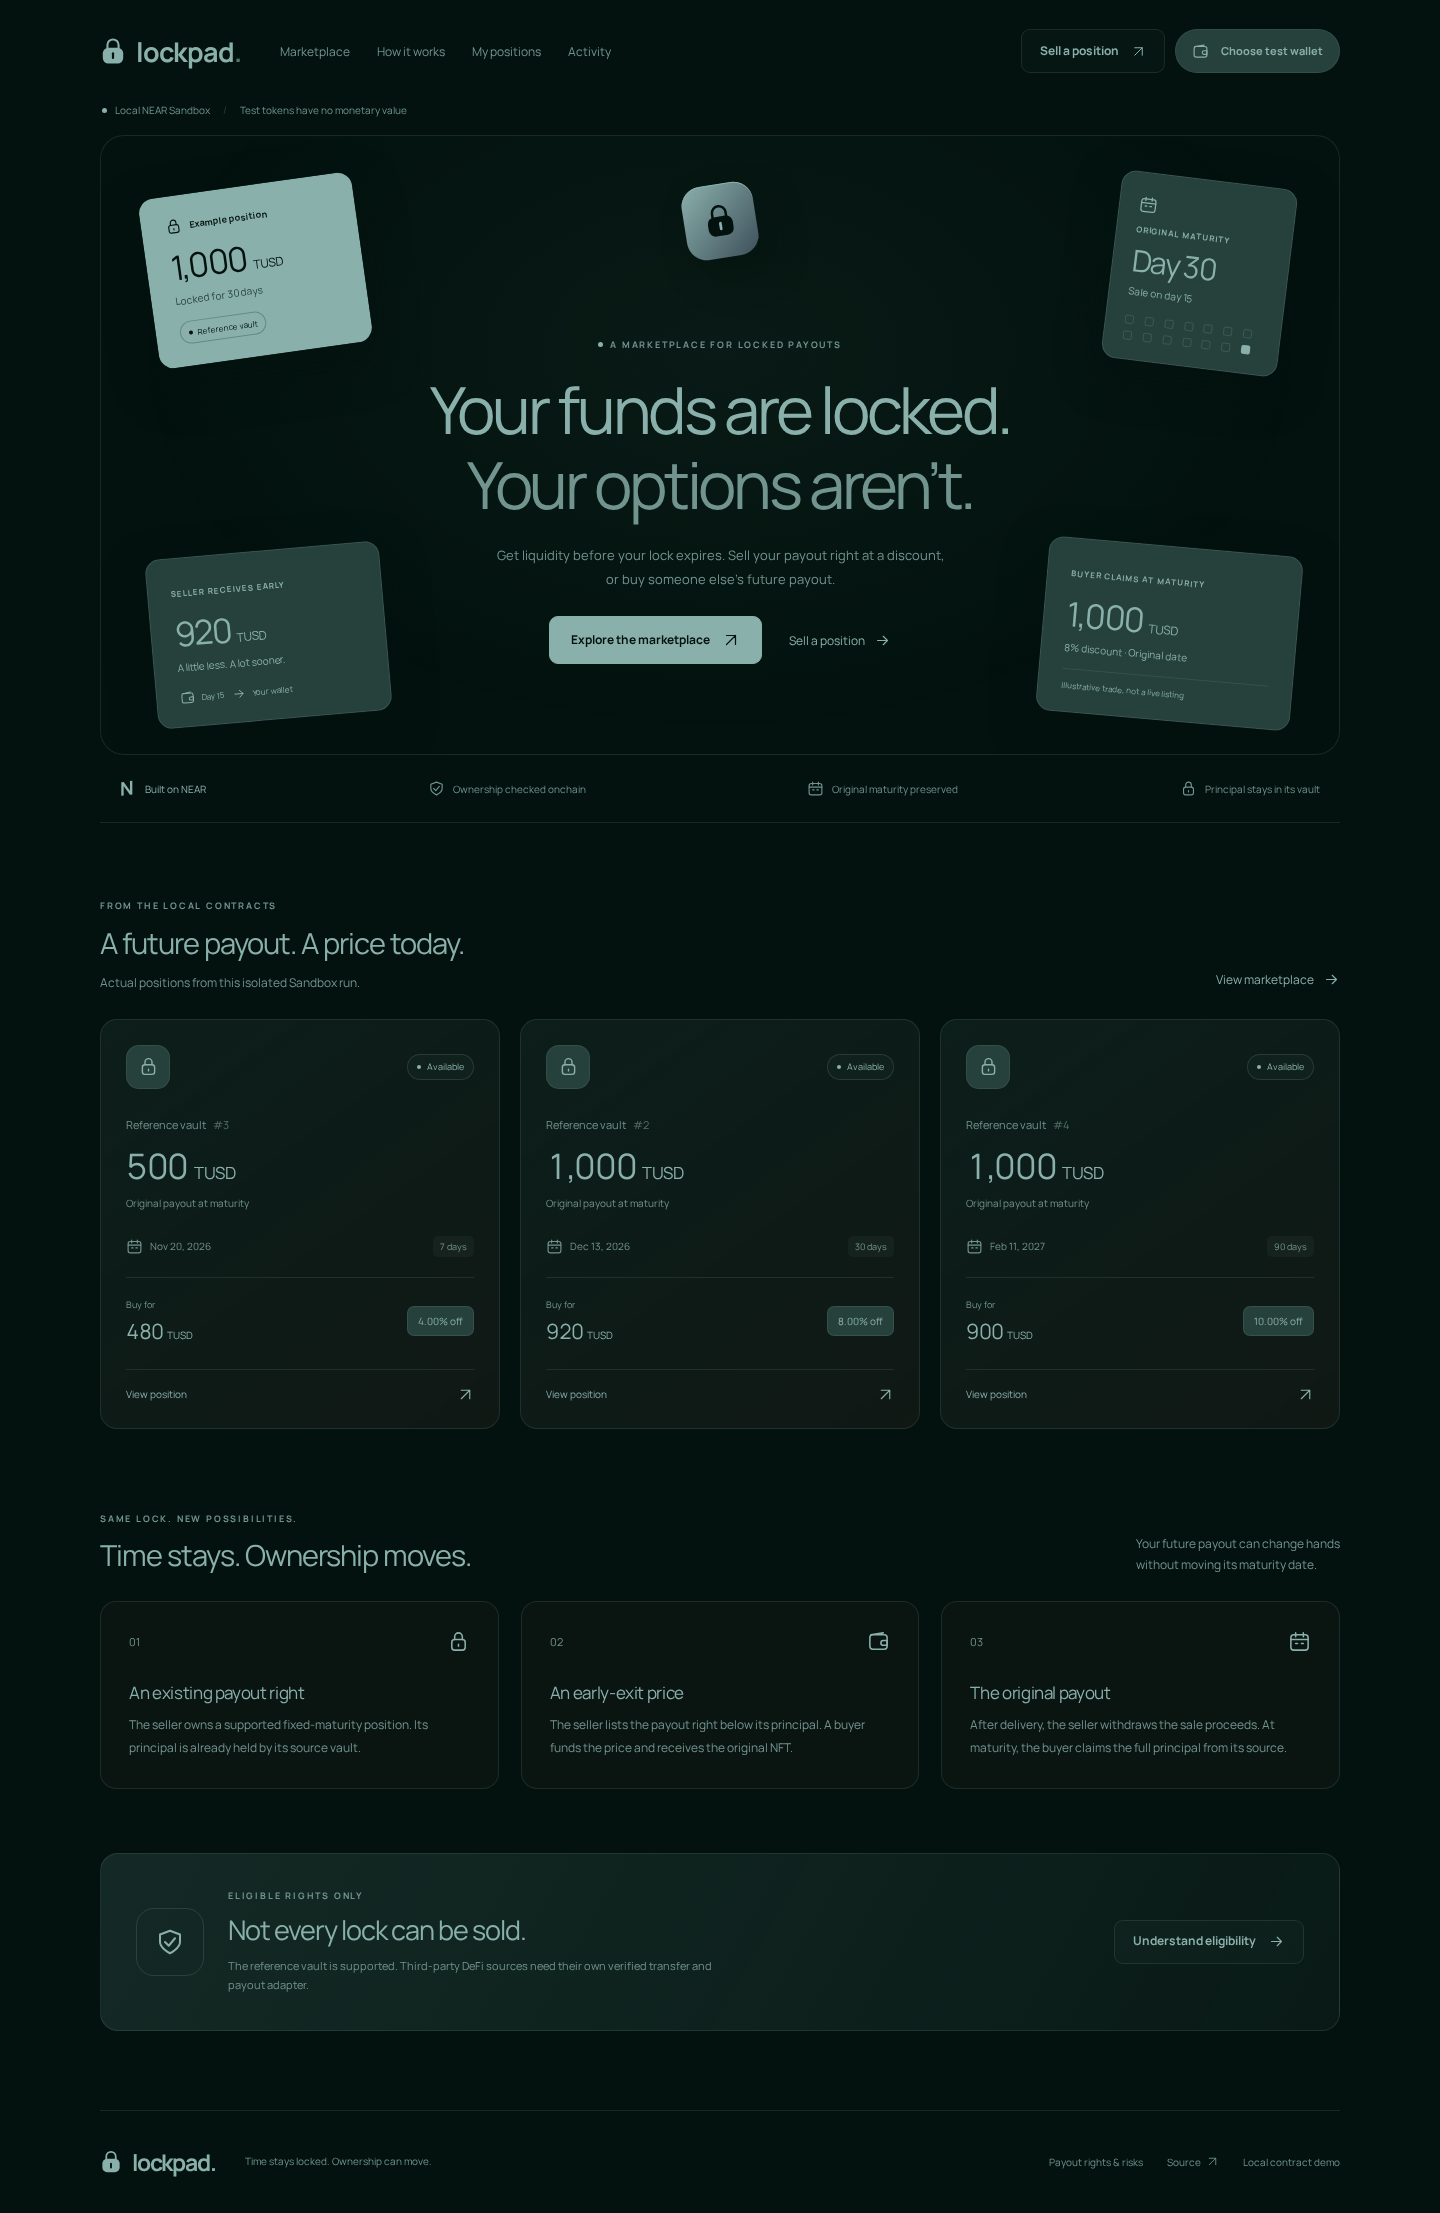 lockpad.
Marketplace
How it works
My positions
Activity
Sell a position
Choose test wallet
Local NEAR Sandbox / Test tokens have no monetary value
Example position
1,000 TUSD
Locked for 30 days
Reference vault
ORIGINAL MATURITY
Day 30
Sale on day 15
A MARKETPLACE FOR LOCKED PAYOUTS
Your funds are locked.
Your options aren’t.
Get liquidity before your lock expires. Sell your payout right at a discount,
or buy someone else’s future payout.
Explore the marketplace
Sell a position
SELLER RECEIVES EARLY
920 TUSD
A little less. A lot sooner.
Day 15 → Your wallet
BUYER CLAIMS AT MATURITY
1,000 TUSD
8% discount · Original date
Illustrative trade, not a live listing
N Built on NEAR
Ownership checked onchain
Original maturity preserved
Principal stays in its vault
FROM THE LOCAL CONTRACTS
A future payout. A price today.
Actual positions from this isolated Sandbox run.
View marketplace
Available
Reference vault #3
500 TUSD
Original payout at maturity
Nov 20, 2026
7 days
Buy for
480 TUSD
4.00% off
View position
Available
Reference vault #2
1,000 TUSD
Original payout at maturity
Dec 13, 2026
30 days
Buy for
920 TUSD
8.00% off
View position
Available
Reference vault #4
1,000 TUSD
Original payout at maturity
Feb 11, 2027
90 days
Buy for
900 TUSD
10.00% off
View position
SAME LOCK. NEW POSSIBILITIES.
Time stays. Ownership moves.
Your future payout can change hands
without moving its maturity date.
01
An existing payout right
The seller owns a supported fixed-maturity position. Its
principal is already held by its source vault.
02
An early-exit price
The seller lists the payout right below its principal. A buyer
funds the price and receives the original NFT.
03
The original payout
After delivery, the seller withdraws the sale proceeds. At
maturity, the buyer claims the full principal from its source.
ELIGIBLE RIGHTS ONLY
Not every lock can be sold.
The reference vault is supported. Third-party DeFi sources need their own verified transfer and
payout adapter.
Understand eligibility
lockpad.
Time stays locked. Ownership can move.
Payout rights & risks
Source
Local contract demo